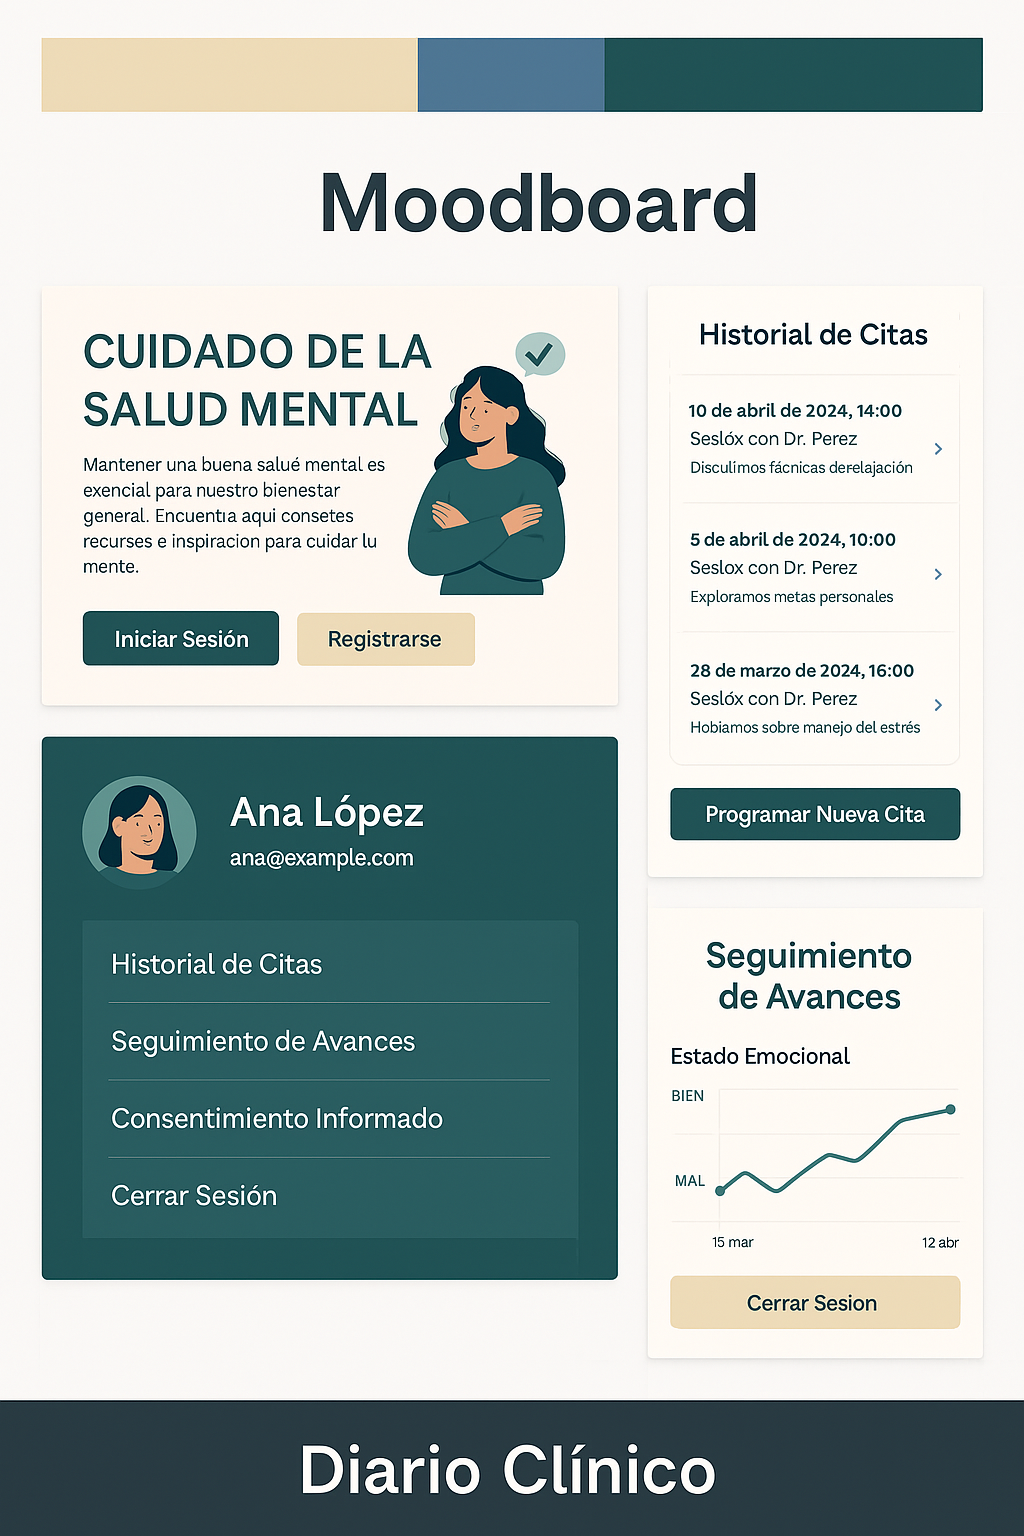 Moodboard
CUIDADO DE LA
SALUD MENTAL
Mantener una buena salué mental es
exencial para nuestro bienestar
general. Encuentıa aqui consetes
recurses e inspiracion para cuidar lu
mente.
Iniciar Sesión
Registrarse
Ana López
ana@example.com
Historial de Citas
Seguimiento de Avances
Consentimiento Informado
Cerrar Sesión
Historial de Citas
10 de abril de 2024, 14:00
Seslóx con Dr. Perez
Disculímos fácnicas derelajación
5 de abril de 2024, 10:00
Seslox con Dr. Perez
Exploramos metas personales
28 de marzo de 2024, 16:00
Seslóx con Dr. Perez
Hobiamos sobre manejo del estrés
Programar Nueva Cita
Seguimiento
de Avances
Estado Emocional
BIEN
MAL
15 mar
12 abr
Cerrar Sesion
Diario Clínico